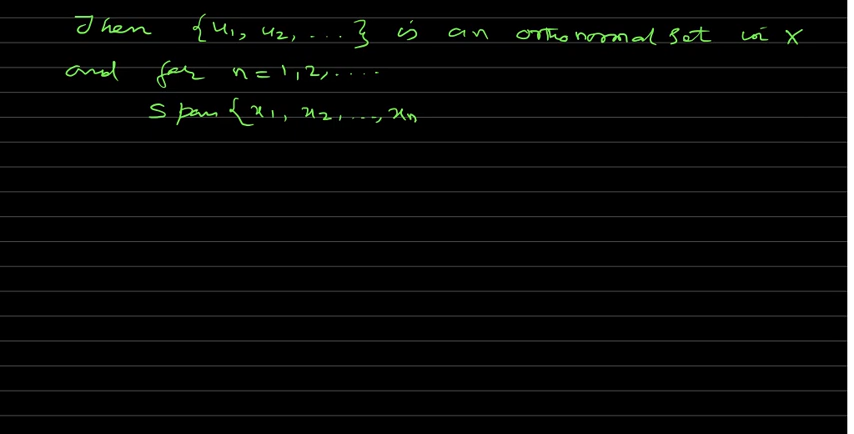 Then {u1, u2, ....} is an orthonormal set in X
and for n = 1, 2, ....
Span{x1, x2, ..., xn